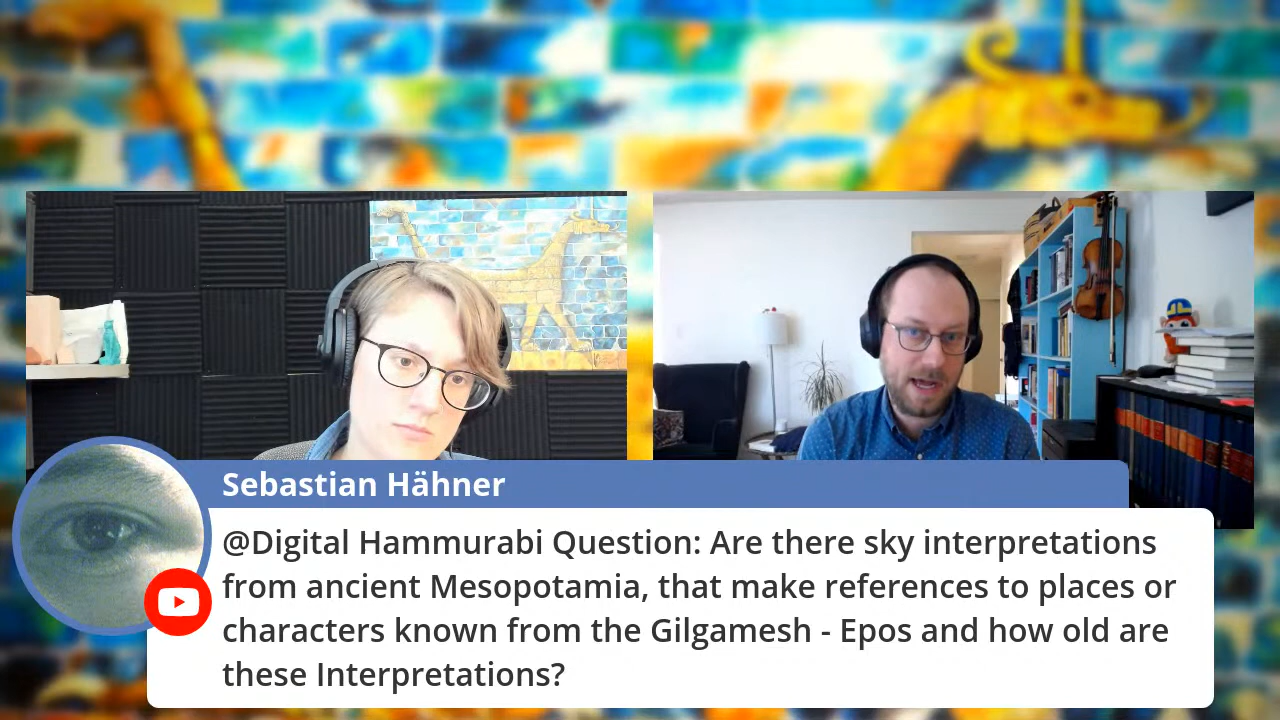 Sebastian Hähner
@Digital Hammurabi Question: Are there sky interpretations
from ancient Mesopotamia, that make references to places or
characters known from the Gilgamesh - Epos and how old are
these Interpretations?